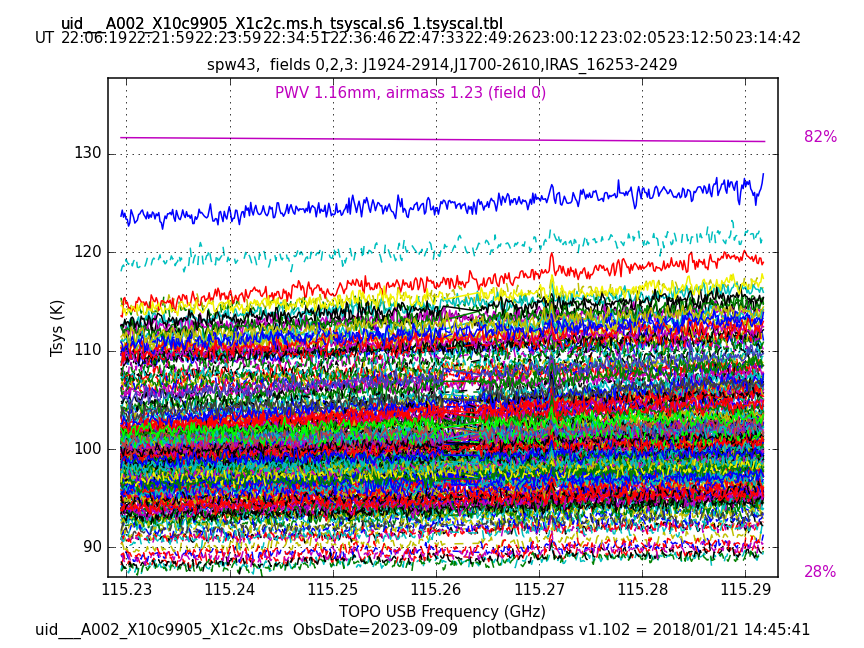 uid___A002_X10c9905_X1c2c.ms.h_tsyscal.s6_1.tsyscal.tbl
UT 22:06:19 22:21:59 22:23:59 22:34:51 22:36:46 22:47:33 22:49:26 23:00:12 23:02:05 23:12:50 23:14:42
spw43, fields 0,2,3: J1924-2914,J1700-2610,IRAS_16253-2429
PWV 1.16mm, airmass 1.23 (field 0)
82%
130
120
110
100
90
Tsys (K)
28%
115.23 115.24 115.25 115.26 115.27 115.28 115.29
TOPO USB Frequency (GHz)
uid___A002_X10c9905_X1c2c.ms ObsDate=2023-09-09 plotbandpass v1.102 = 2018/01/21 14:45:41